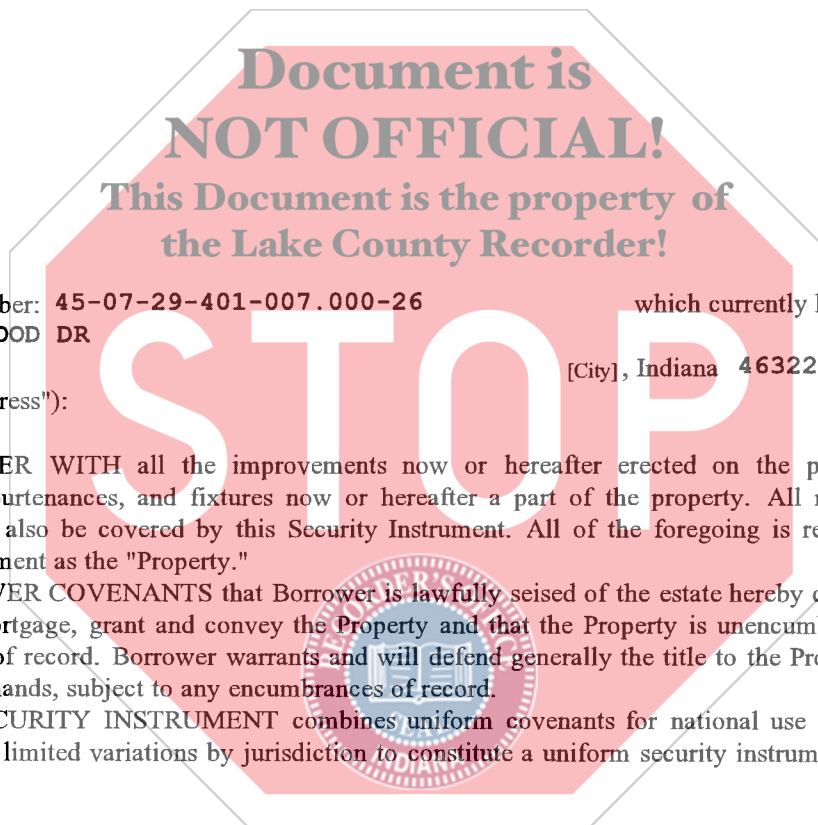 Document is
NOT OFFICIAL!
This Document is the property of
the Lake County Recorder!
ber: 45-07-29-401-007.000-26 which currently
OOD DR
[City], Indiana 46322
ress"):
STOP
ER WITH all the improvements now or hereafter erected on the p
urtenances, and fixtures now or hereafter a part of the property. All
also be covered by this Security Instrument. All of the foregoing is re
ment as the "Property."
VER COVENANTS that Borrower is lawfully seised of the estate hereby
rtgage, grant and convey the Property and that the Property is unencum
of record. Borrower warrants and will defend generally the title to the Pro
ands, subject to any encumbrances of record.
CURITY INSTRUMENT combines uniform covenants for national use
limited variations by jurisdiction to constitute a uniform security instrum
RECORDER'S
SEAL
INDIANA